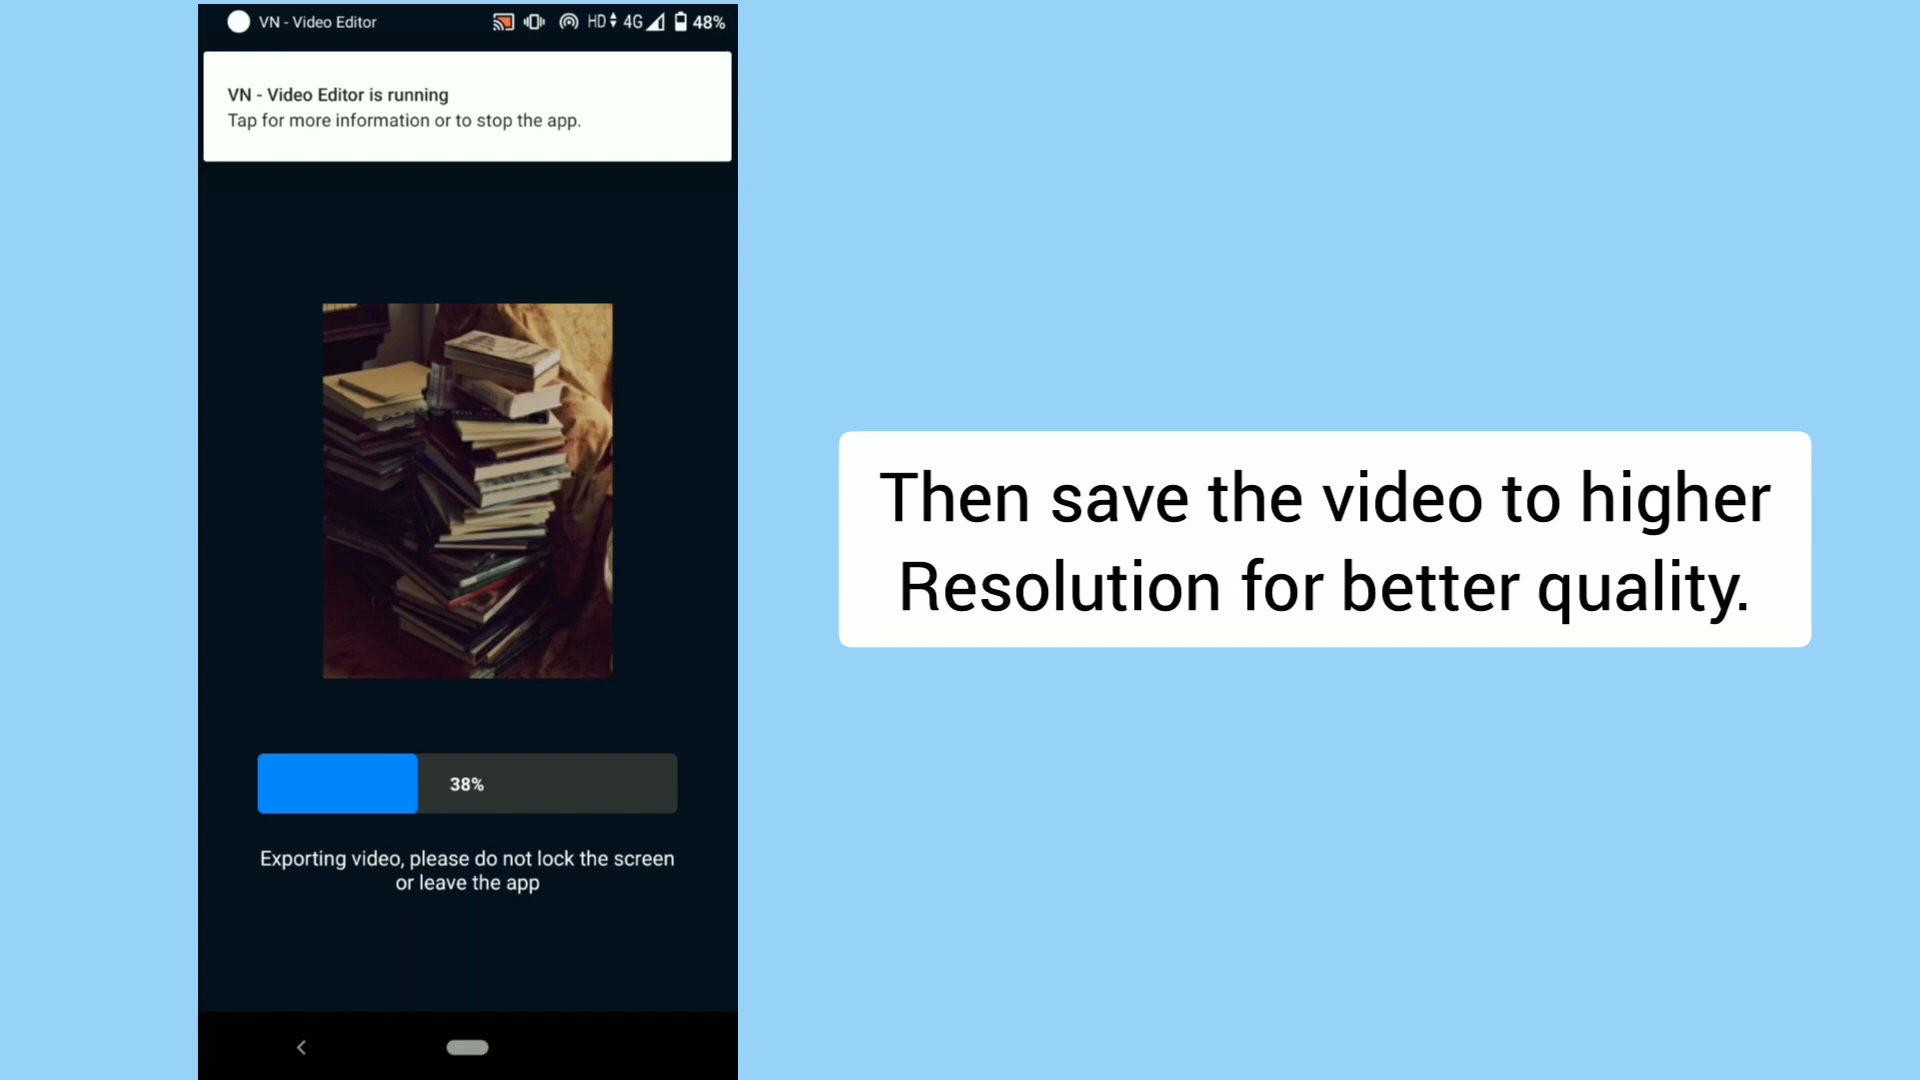 VN - Video Editor HD 4G 48%
VN - Video Editor is running
Tap for more information or to stop the app.
38%
Exporting video, please do not lock the screen
or leave the app
Then save the video to higher
Resolution for better quality.